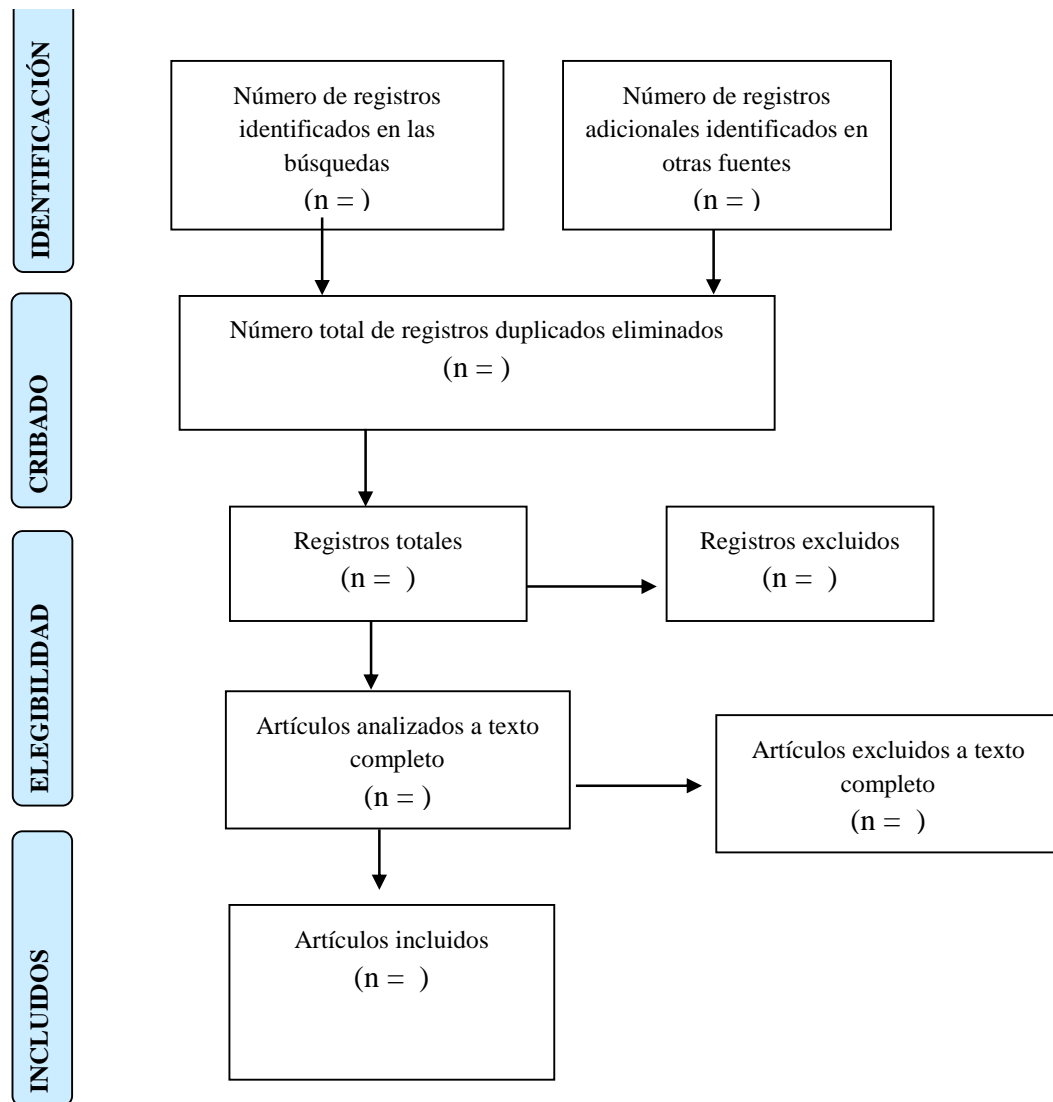 IDENTIFICACIÓN
Número de registros
identificados en las
búsquedas
(n = )
Número de registros
adicionales identificados en
otras fuentes
(n = )
CRIBADO
Número total de registros duplicados eliminados
(n = )
ELEGIBILIDAD
Registros totales
(n =  )
Registros excluidos
(n =  )
Artículos analizados a texto
completo
(n = )
Artículos excluidos a texto
completo
(n =  )
INCLUIDOS
Artículos incluidos
(n =  )